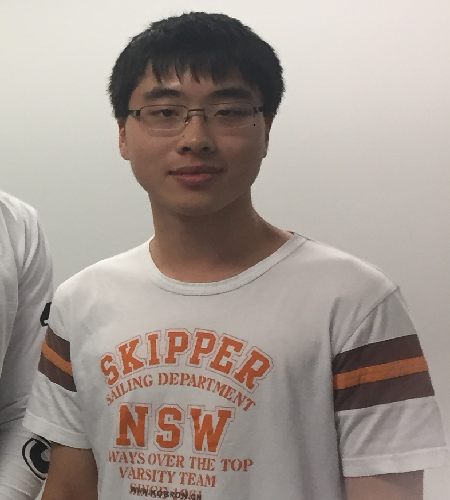 SKIPPER
SAILING DEPARTMENT
NSW
WAYS OVER THE TOP
VARSITY TEAM